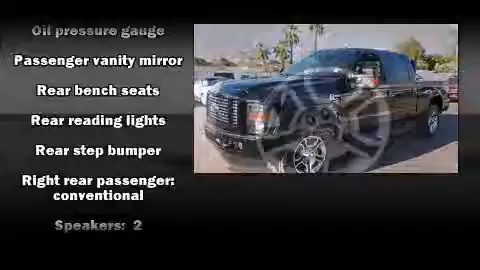 Oil pressure gauge
Passenger vanity mirror
Rear bench seats
Rear reading lights
Rear step bumper
Right rear passenger:
conventional
Speakers: 2